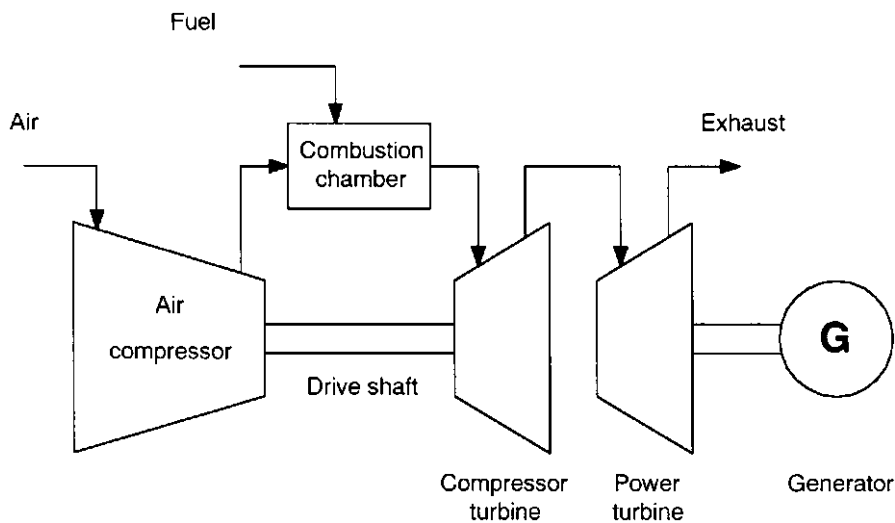 Fuel
Air
Exhaust
Combustion
chamber
Air
compressor
G
Drive shaft
Compressor
turbine
Power
turbine
Generator